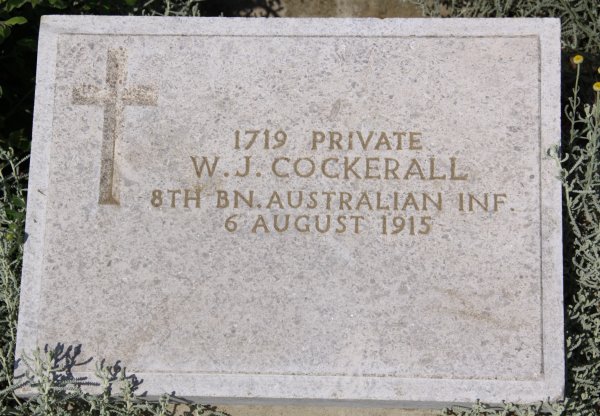 1719 PRIVATE
W. J. COCKERALL
8TH BN. AUSTRALIAN INF.
6 AUGUST 1915